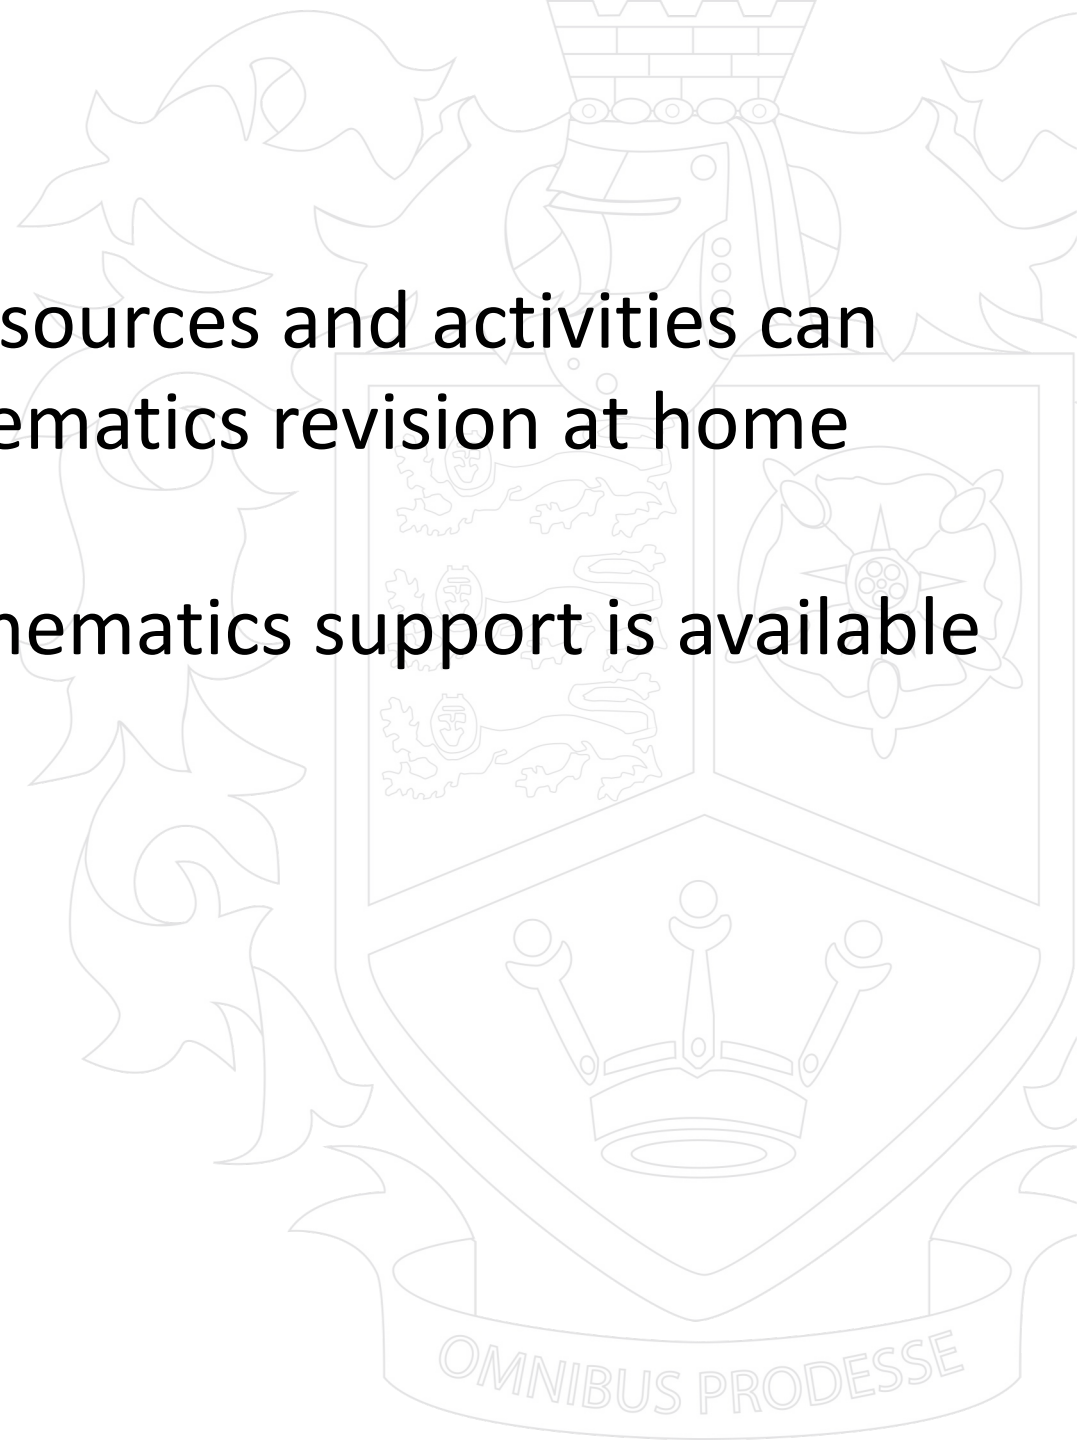 sources and activities can
ematics revision at home
hematics support is available
OMNIBUS PRODESSE